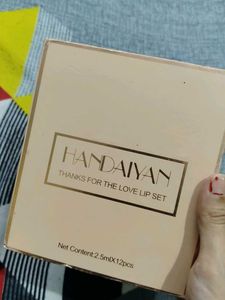 HANDAIYAN
THANKS FOR THE LOVE LIP SET
Net Content:2.5mlX12pcs